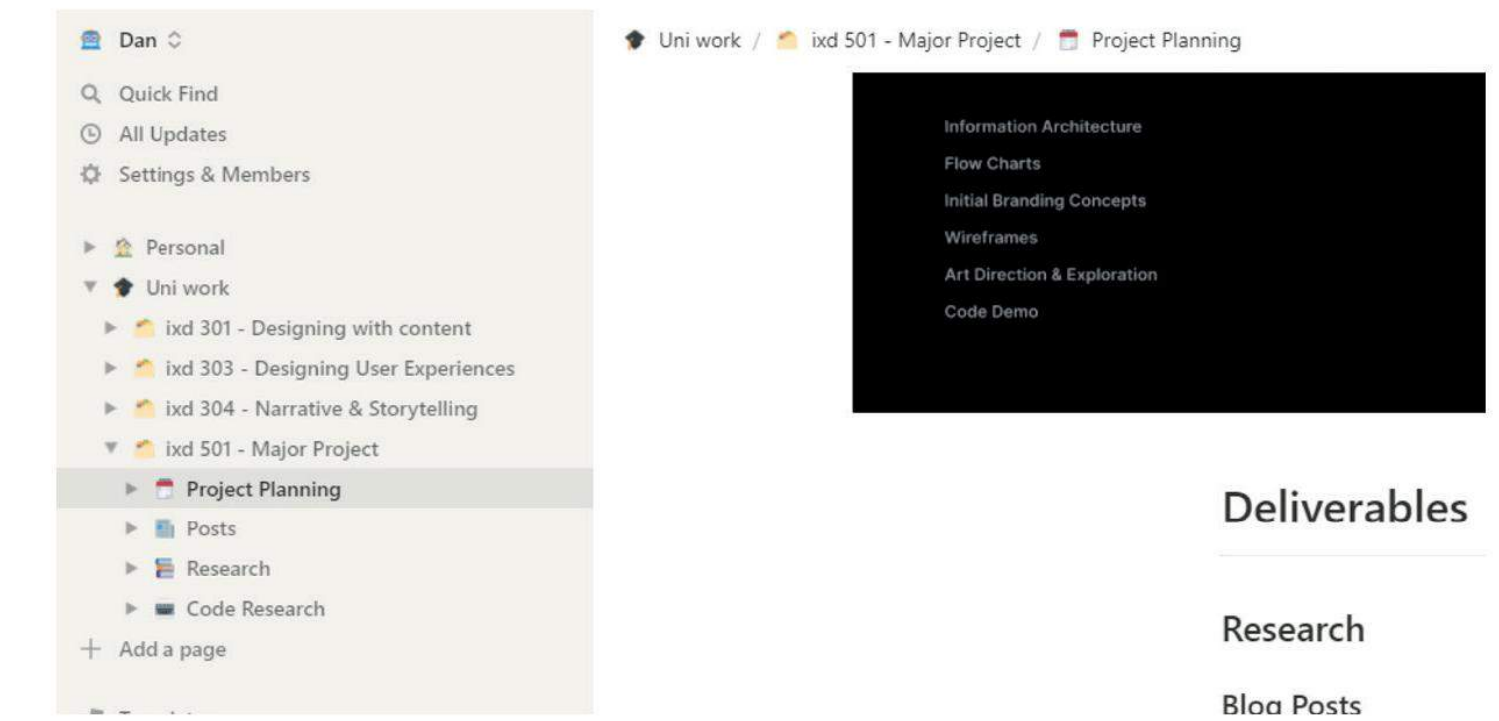 Dan
Quick Find
All Updates
Settings & Members
Personal
Uni work
ixd 301 - Designing with content
ixd 303 - Designing User Experiences
ixd 304 - Narrative & Storytelling
ixd 501 - Major Project
Project Planning
Posts
Research
Code Research
Add a page
Uni work / ixd 501 - Major Project / Project Planning
Information Architecture
Flow Charts
Initial Branding Concepts
Wireframes
Art Direction & Exploration
Code Demo
Deliverables
Research
Blog Posts